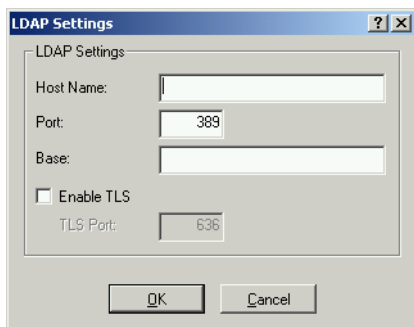 LDAP Settings
LDAP Settings
Host Name:
Port: 389
Base:
Enable TLS
TLS Port: 636
OK Cancel